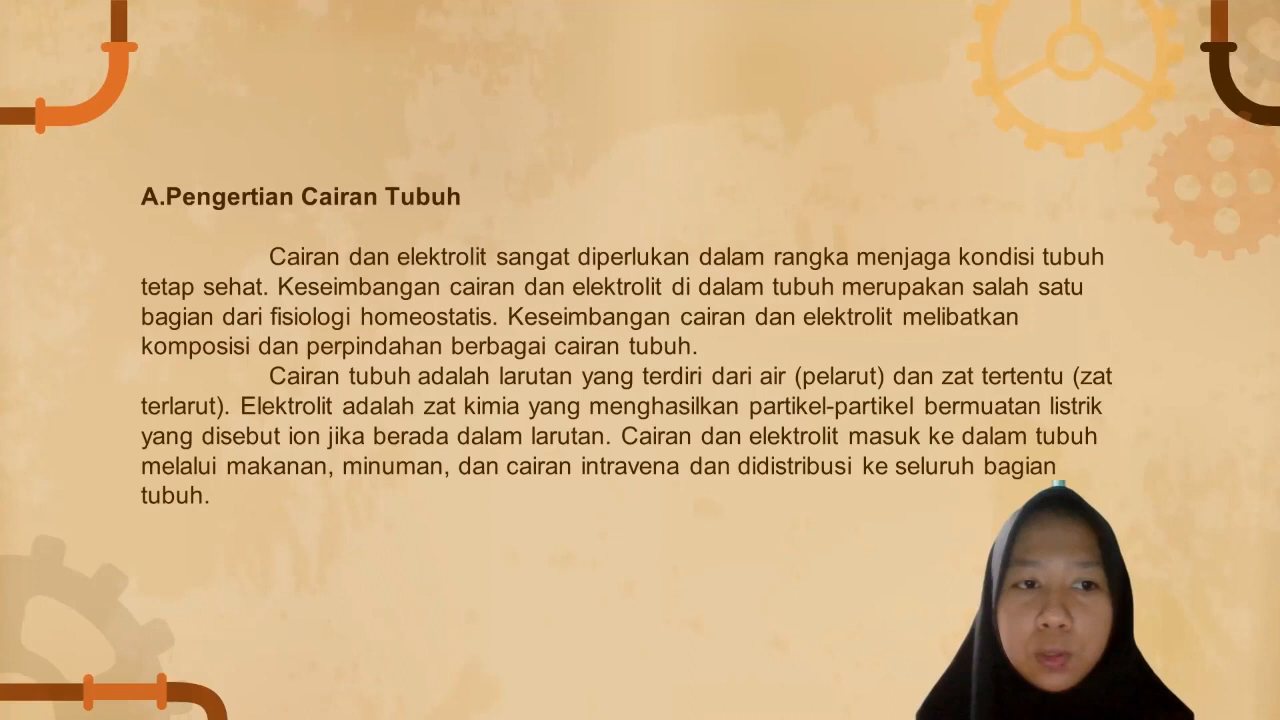 A.Pengertian Cairan Tubuh
Cairan dan elektrolit sangat diperlukan dalam rangka menjaga kondisi tubuh
tetap sehat. Keseimbangan cairan dan elektrolit di dalam tubuh merupakan salah satu
bagian dari fisiologi homeostatis. Keseimbangan cairan dan elektrolit melibatkan
komposisi dan perpindahan berbagai cairan tubuh.
Cairan tubuh adalah larutan yang terdiri dari air (pelarut) dan zat tertentu (zat
terlarut). Elektrolit adalah zat kimia yang menghasilkan partikel-partikel bermuatan listrik
yang disebut ion jika berada dalam larutan. Cairan dan elektrolit masuk ke dalam tubuh
melalui makanan, minuman, dan cairan intravena dan didistribusi ke seluruh bagian
tubuh.